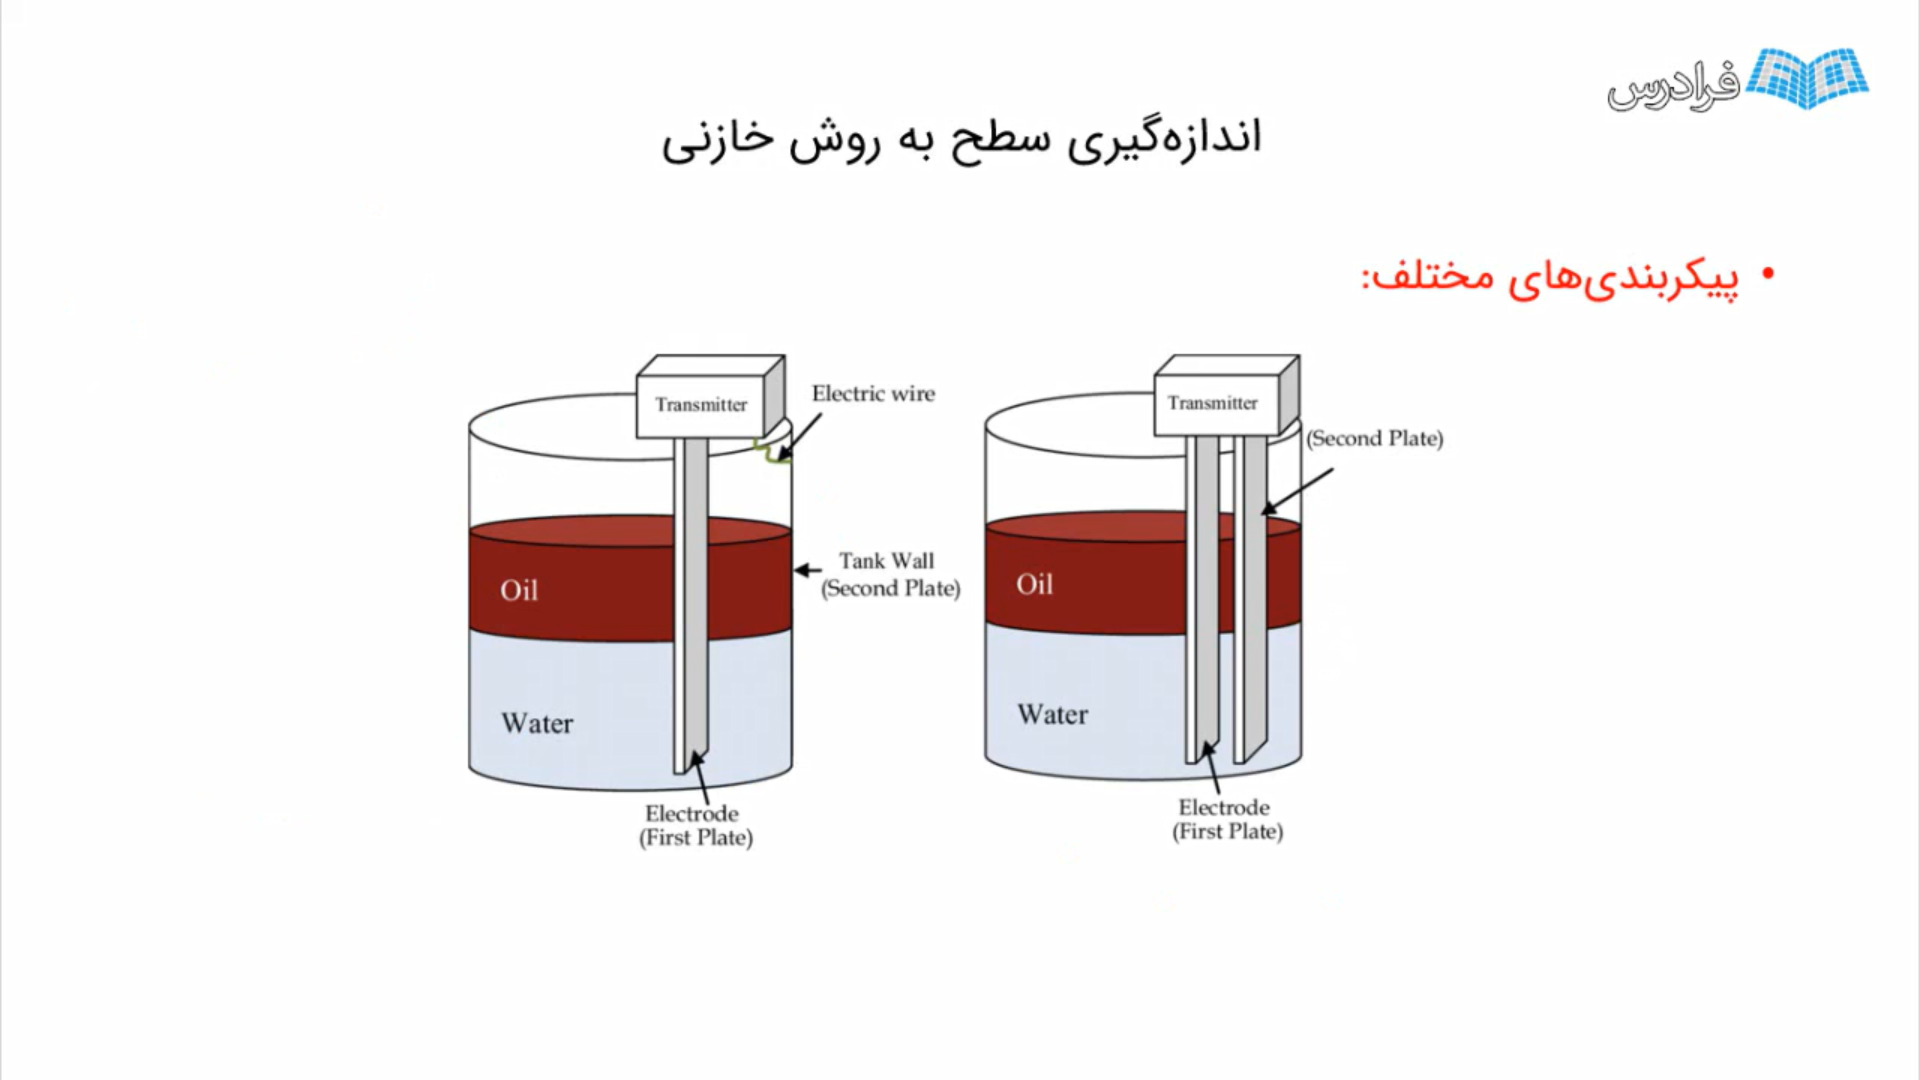 فرادرس
اندازه‌گیری سطح به روش خازنی
• پیکربندی‌های مختلف:
Transmitter
Electric wire
Oil
Tank Wall
(Second Plate)
Water
Electrode
(First Plate)
Transmitter
(Second Plate)
Oil
Water
Electrode
(First Plate)